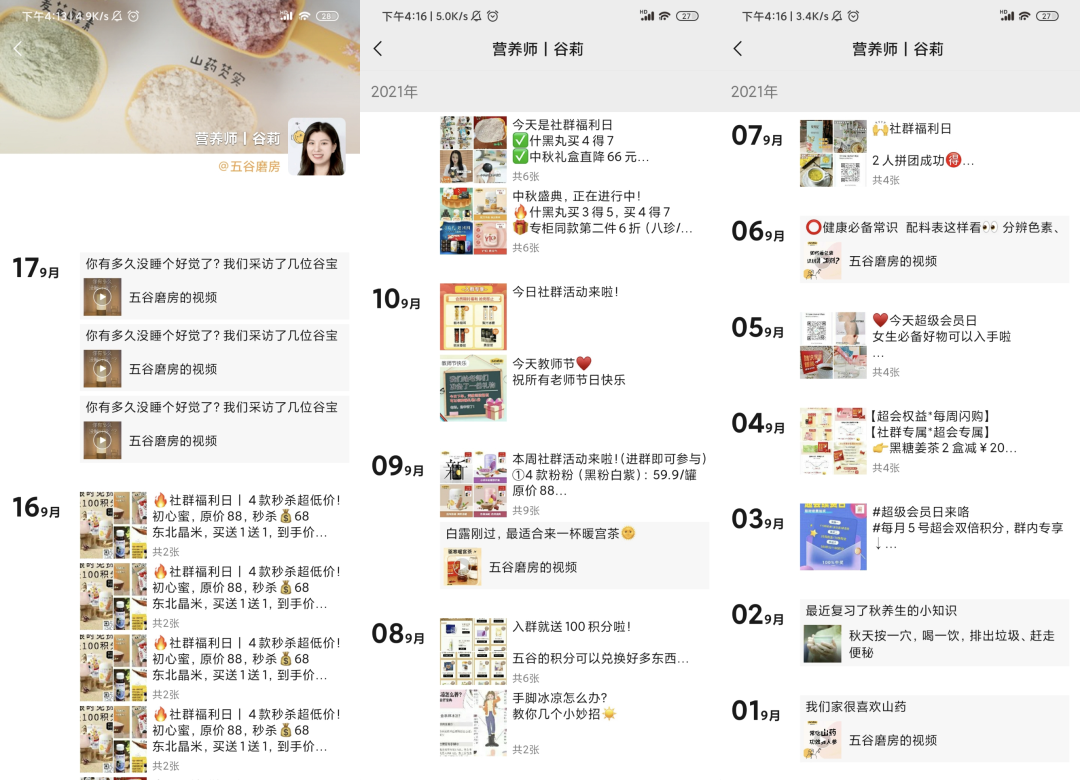 下午4:13 | 4.9K/s
28
山药芡实
营养师丨谷莉
@五谷磨房
17 9月
你有多久没睡个好觉了? 我们采访了几位谷宝
五谷磨房的视频
你有多久没睡个好觉了? 我们采访了几位谷宝
五谷磨房的视频
你有多久没睡个好觉了? 我们采访了几位谷宝
五谷磨房的视频
16 9月
🔥社群福利日丨 4 款秒杀超低价!
初心蜜, 原价88, 秒杀💰68
东北晶米, 买送1送1, 到手价...
共2张
🔥社群福利日丨 4 款秒杀超低价!
初心蜜, 原价88, 秒杀💰68
东北晶米, 买送1送1, 到手价...
共2张
🔥社群福利日丨 4 款秒杀超低价!
初心蜜, 原价88, 秒杀💰68
东北晶米, 买送1送1, 到手价...
共2张
🔥社群福利日丨 4 款秒杀超低价!
初心蜜, 原价88, 秒杀💰68
东北晶米, 买送1送1, 到手价...
共2张
下午4:16 | 5.0K/s
27
营养师丨谷莉
2021年
今天是社群福利日
✅什黑丸买4得7
✅中秋礼盒直降66元...
共6张
中秋盛典, 正在进行中!
🔥什黑丸买3得5, 买4得7
🎁专柜同款第二件6折 (八珍/...
共6张
10 9月
今日社群活动来啦!
今天教师节♥️
祝所有老师节日快乐
09 9月
本周社群活动来啦! (进群即可参与)
①4款粉粉 (黑粉白紫) : 59.9/罐
原价88...
共9张
白露刚过, 最适合来一杯暖宫茶😬
五谷磨房的视频
08 9月
入群就送100积分啦!
五谷的积分可以兑换好多东西...
共6张
手脚冰凉怎么办?
教你几个小妙招☀️
共2张
下午4:16 | 3.4K/s
27
营养师丨谷莉
2021年
07 9月
🙌社群福利日
2人拼团成功🉐...
共4张
06 9月
⭕健康必备常识 配料表这样看👀 分辨色素、
五谷磨房的视频
05 9月
♥️今天超级会员日
女生必备好物可以入手啦
...
共4张
04 9月
【超会权益*每周闪购】
【社群专属*超会专属】
👉黑糖姜茶2盒减¥20...
共4张
03 9月
#超级会员日来咯
#每月5号超会双倍积分, 群内专享
↓...
02 9月
最近复习了秋养生的小知识
秋天按一穴, 喝一饮, 排出垃圾、赶走
便秘
01 9月
我们家很喜欢山药
五谷磨房的视频